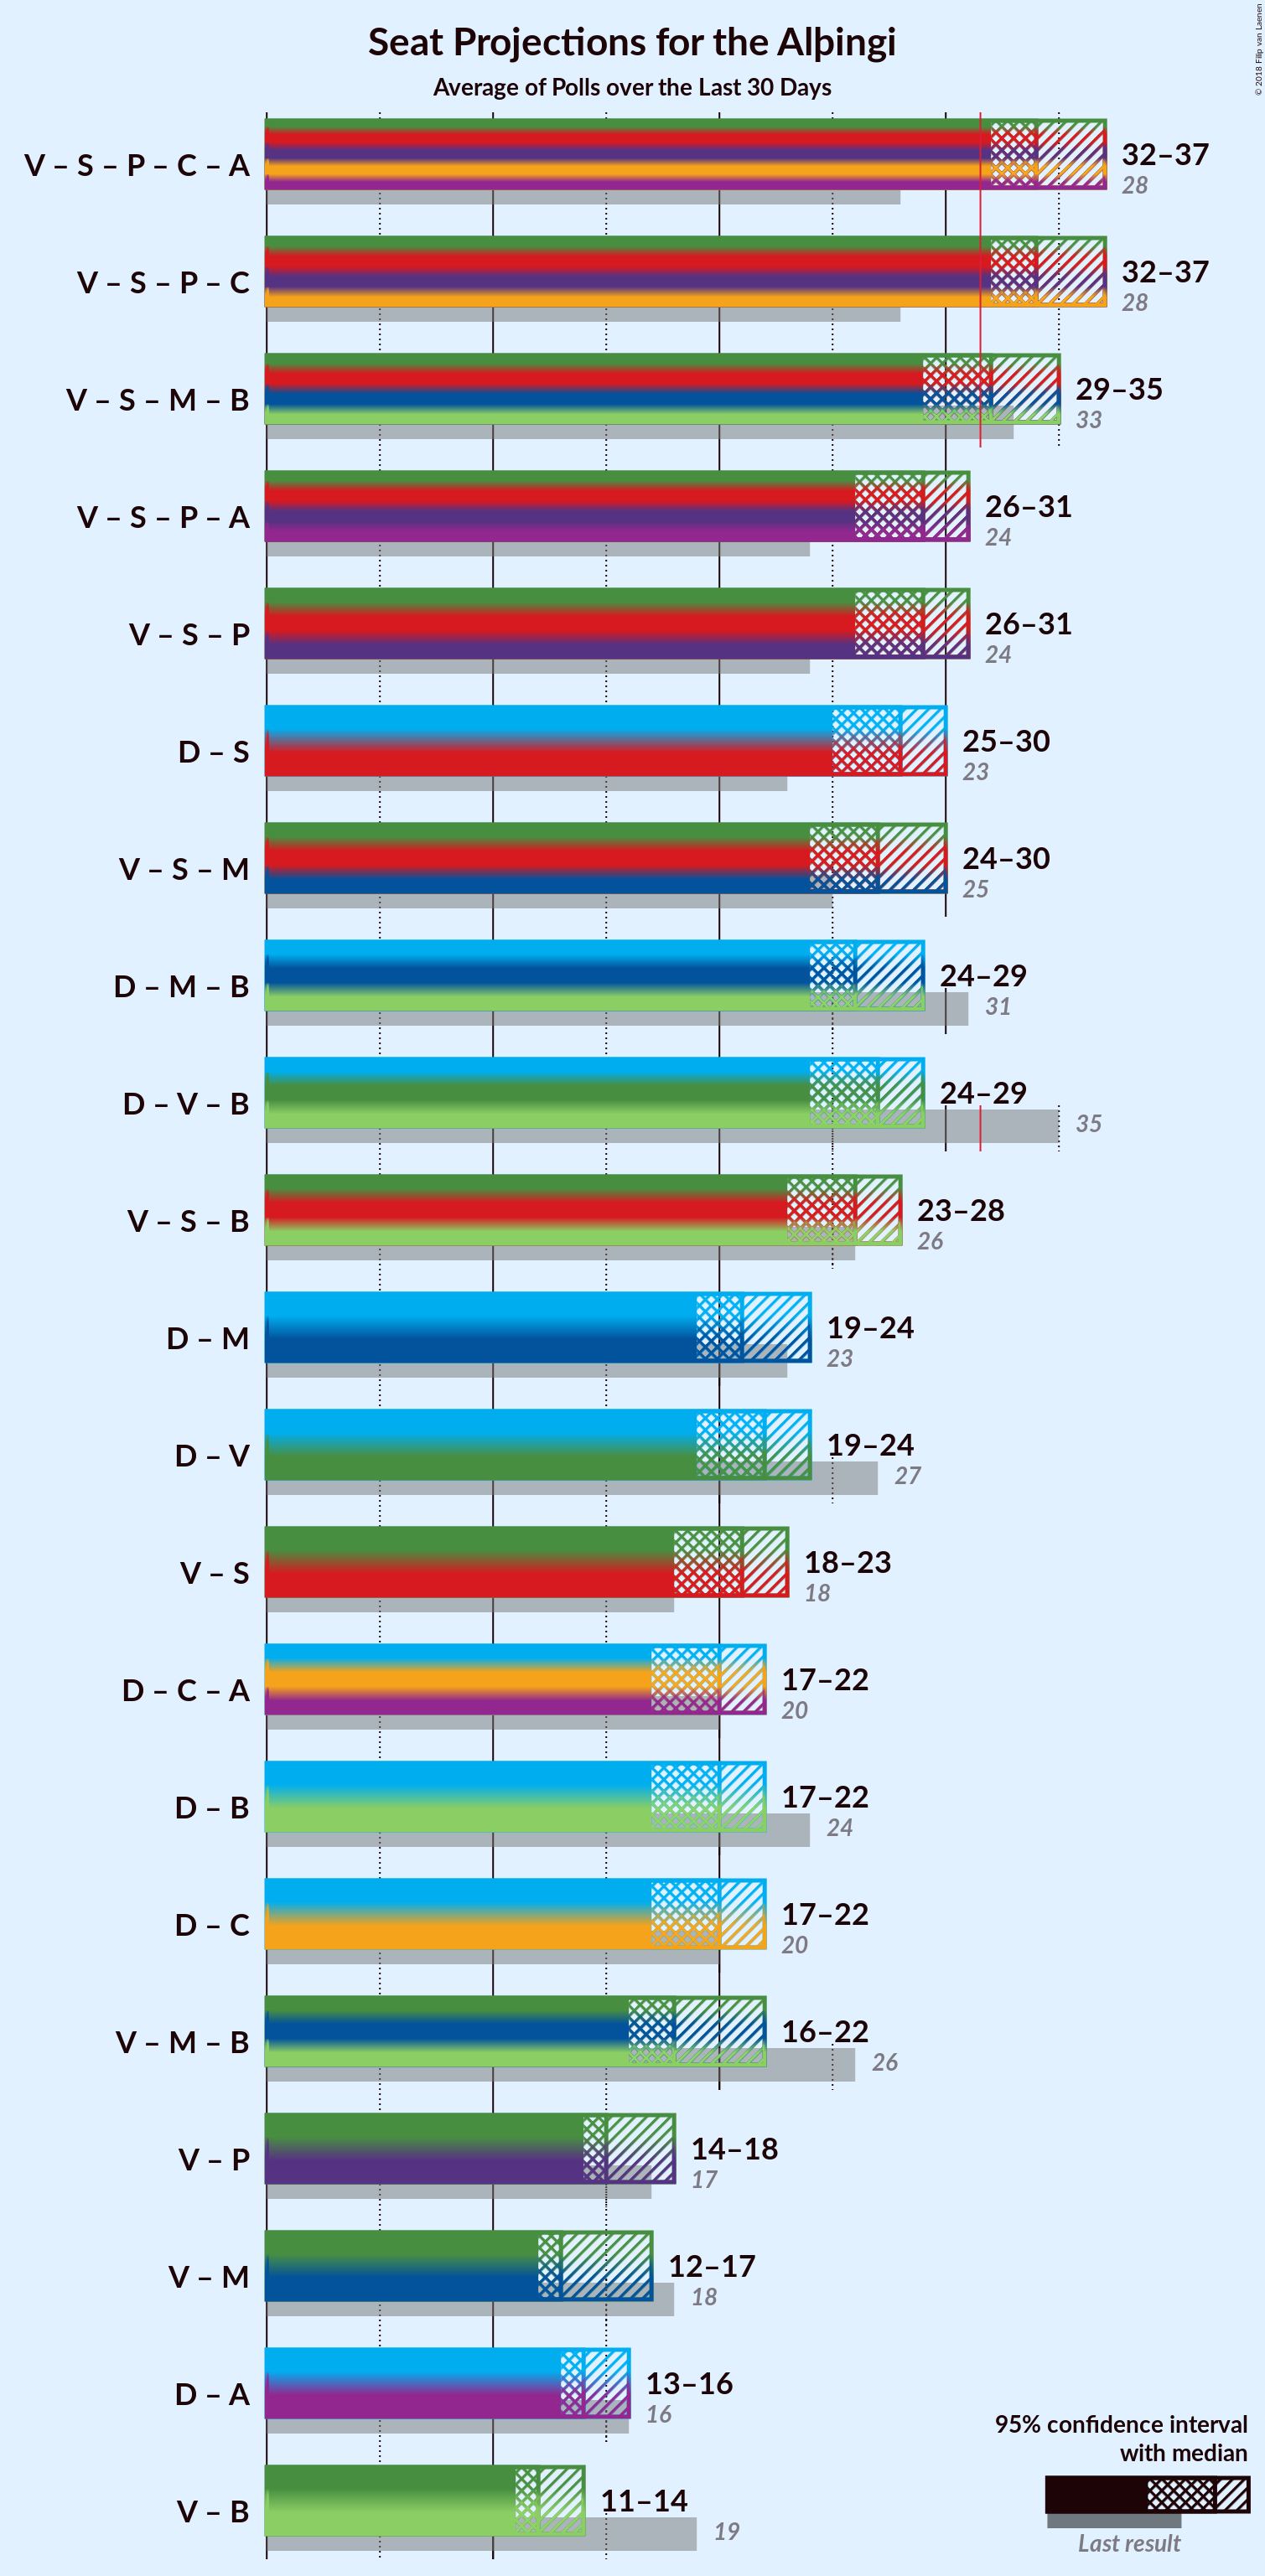 Seat Projections for the Alþingi
Average of Polls over the Last 30 Days
© 2018 Filip van Laenen
V – S – P – C – A
32–37
28
V – S – P – C
32–37
28
V – S – M – B
29–35
33
V – S – P – A
26–31
24
V – S – P
26–31
24
D – S
25–30
23
V – S – M
24–30
25
D – M – B
24–29
31
D – V – B
24–29
35
V – S – B
23–28
26
D – M
19–24
23
D – V
19–24
27
V – S
18–23
18
D – C – A
17–22
20
D – B
17–22
24
D – C
17–22
20
V – M – B
16–22
26
V – P
14–18
17
V – M
12–17
18
D – A
13–16
16
V – B
11–14
19
95% confidence interval
with median
Last result